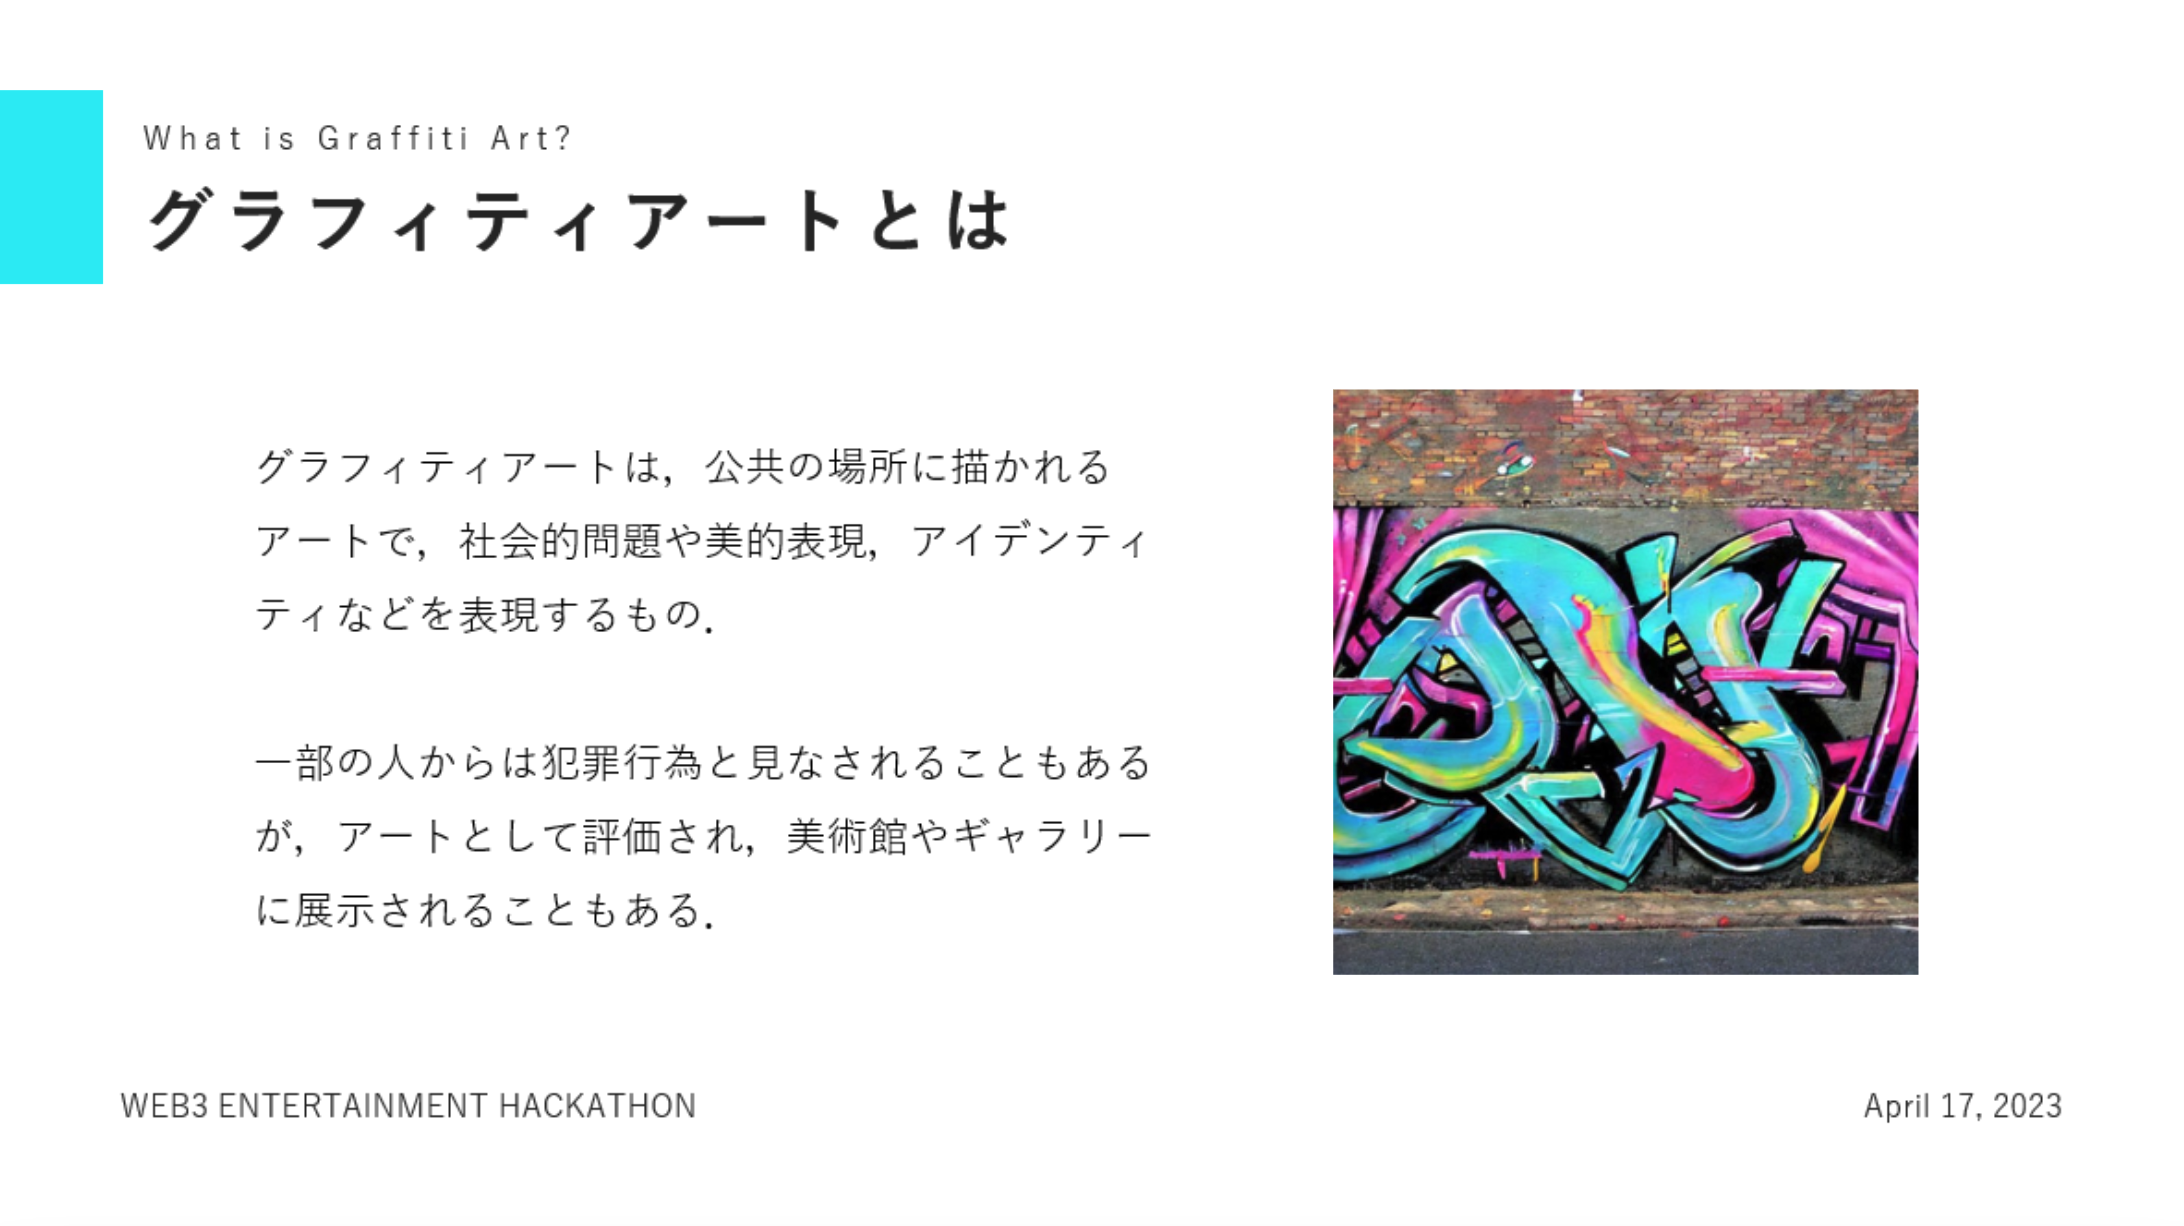 What is Graffiti Art?
グラフィティアートとは
グラフィティアートは，公共の場所に描かれる
アートで，社会的問題や美的表現，アイデンティ
ティなどを表現するもの．
一部の人からは犯罪行為と見なされることもある
が，アートとして評価され，美術館やギャラリー
に展示されることもある．
WEB3 ENTERTAINMENT HACKATHON
April 17, 2023